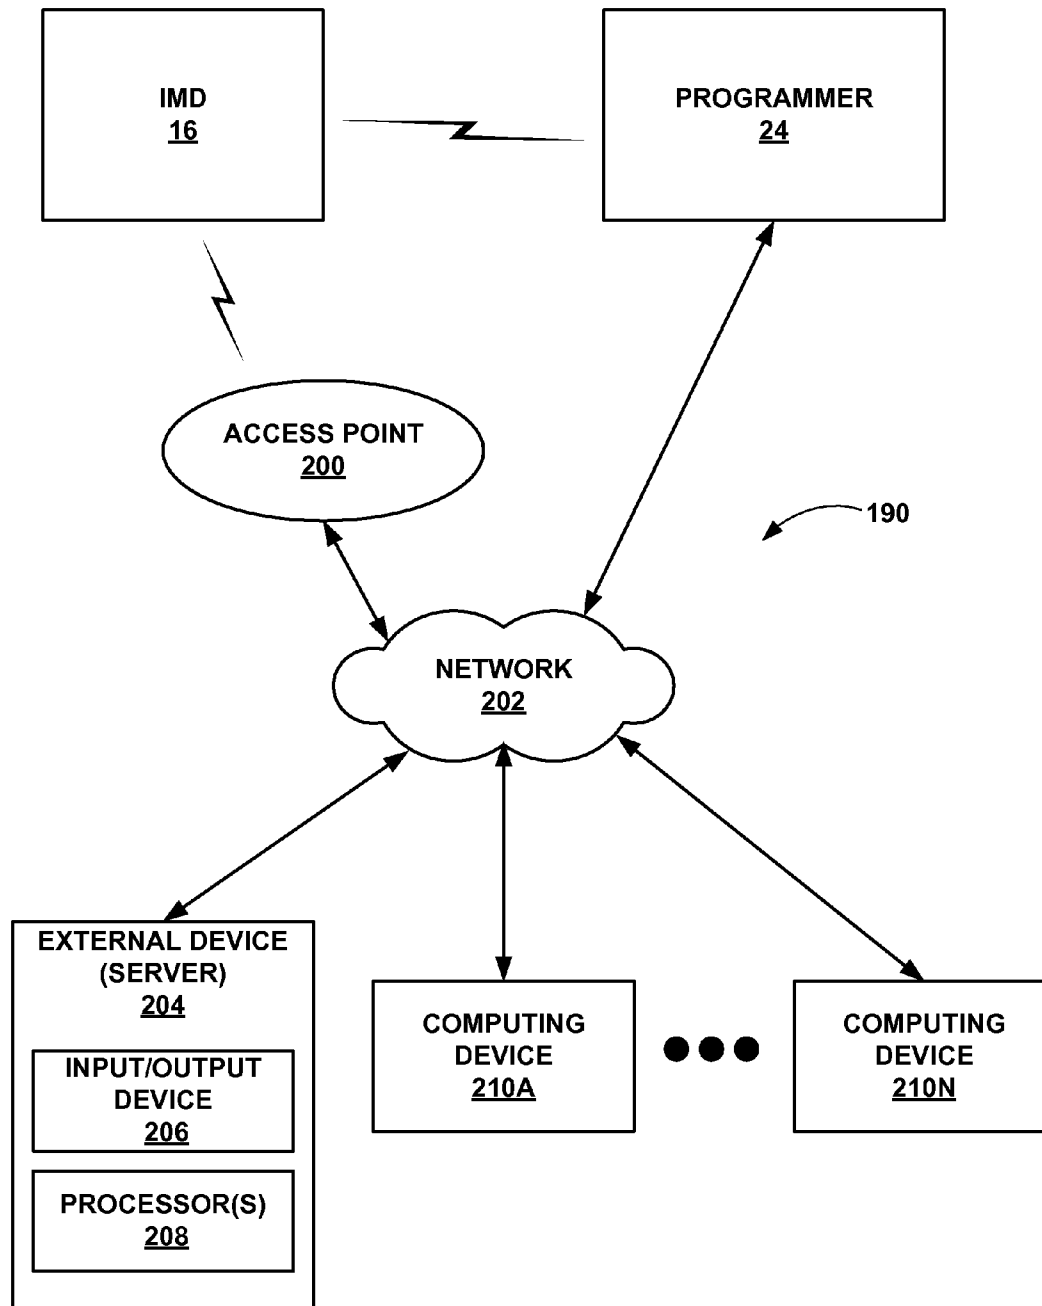 IMD
16
PROGRAMMER
24
ACCESS POINT
200
190
NETWORK
202
EXTERNAL DEVICE
(SERVER)
204
INPUT/OUTPUT
DEVICE
206
PROCESSOR(S)
208
COMPUTING
DEVICE
210A
COMPUTING
DEVICE
210N